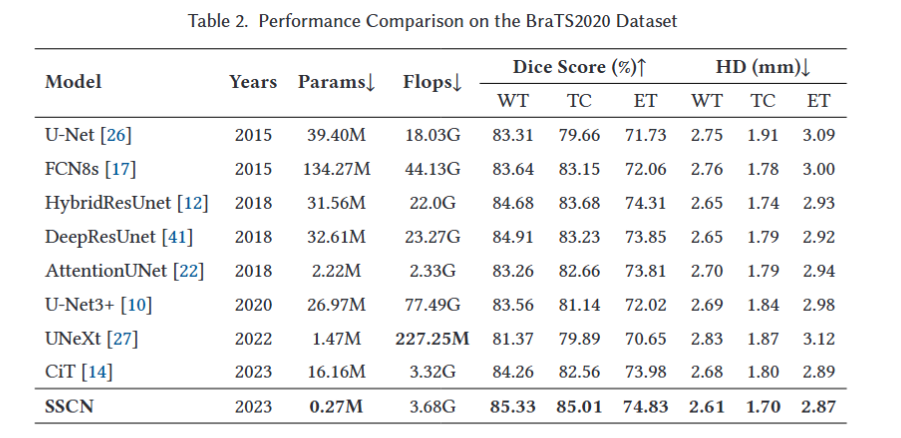 Table 2. Performance Comparison on the BraTS2020 Dataset
Model Years Params↓ Flops↓ Dice Score (%)↑ HD (mm)↓
WT TC ET WT TC ET
U-Net [26] 2015 39.40M 18.03G 83.31 79.66 71.73 2.75 1.91 3.09
FCN8s [17] 2015 134.27M 44.13G 83.64 83.15 72.06 2.76 1.78 3.00
HybridResUnet [12] 2018 31.56M 22.0G 84.68 83.68 74.31 2.65 1.74 2.93
DeepResUnet [41] 2018 32.61M 23.27G 84.91 83.23 73.85 2.65 1.79 2.92
AttentionUNet [22] 2018 2.22M 2.33G 83.26 82.66 73.81 2.70 1.79 2.94
U-Net3+ [10] 2020 26.97M 77.49G 83.56 81.14 72.02 2.69 1.84 2.98
UNeXt [27] 2022 1.47M 227.25M 81.37 79.89 70.65 2.83 1.87 3.12
CiT [14] 2023 16.16M 3.32G 84.26 82.56 73.98 2.68 1.80 2.89
SSCN 2023 0.27M 3.68G 85.33 85.01 74.83 2.61 1.70 2.87